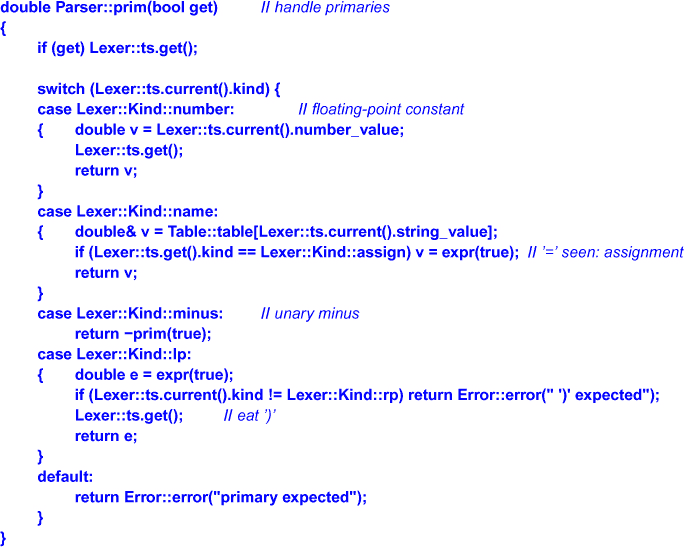 double Parser::prim(bool get) // handle primaries
{
if (get) Lexer::ts.get();
switch (Lexer::ts.current().kind) {
case Lexer::Kind::number: // floating-point constant
{ double v = Lexer::ts.current().number_value;
Lexer::ts.get();
return v;
}
case Lexer::Kind::name:
{ double& v = Table::table[Lexer::ts.current().string_value];
if (Lexer::ts.get().kind == Lexer::Kind::assign) v = expr(true); // ’=’ seen: assignment
return v;
}
case Lexer::Kind::minus: // unary minus
return −prim(true);
case Lexer::Kind::lp:
{ double e = expr(true);
if (Lexer::ts.current().kind != Lexer::Kind::rp) return Error::error(" ')' expected");
Lexer::ts.get(); // eat ’)’
return e;
}
default:
return Error::error("primary expected");
}
}